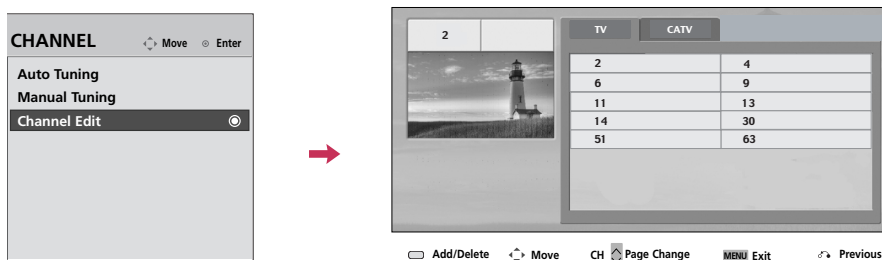 CHANNEL Move Enter
Auto Tuning
Manual Tuning
Channel Edit
2
TV CATV
2 4
6 9
11 13
14 30
51 63
Add/Delete Move CH Page Change MENU Exit Previous